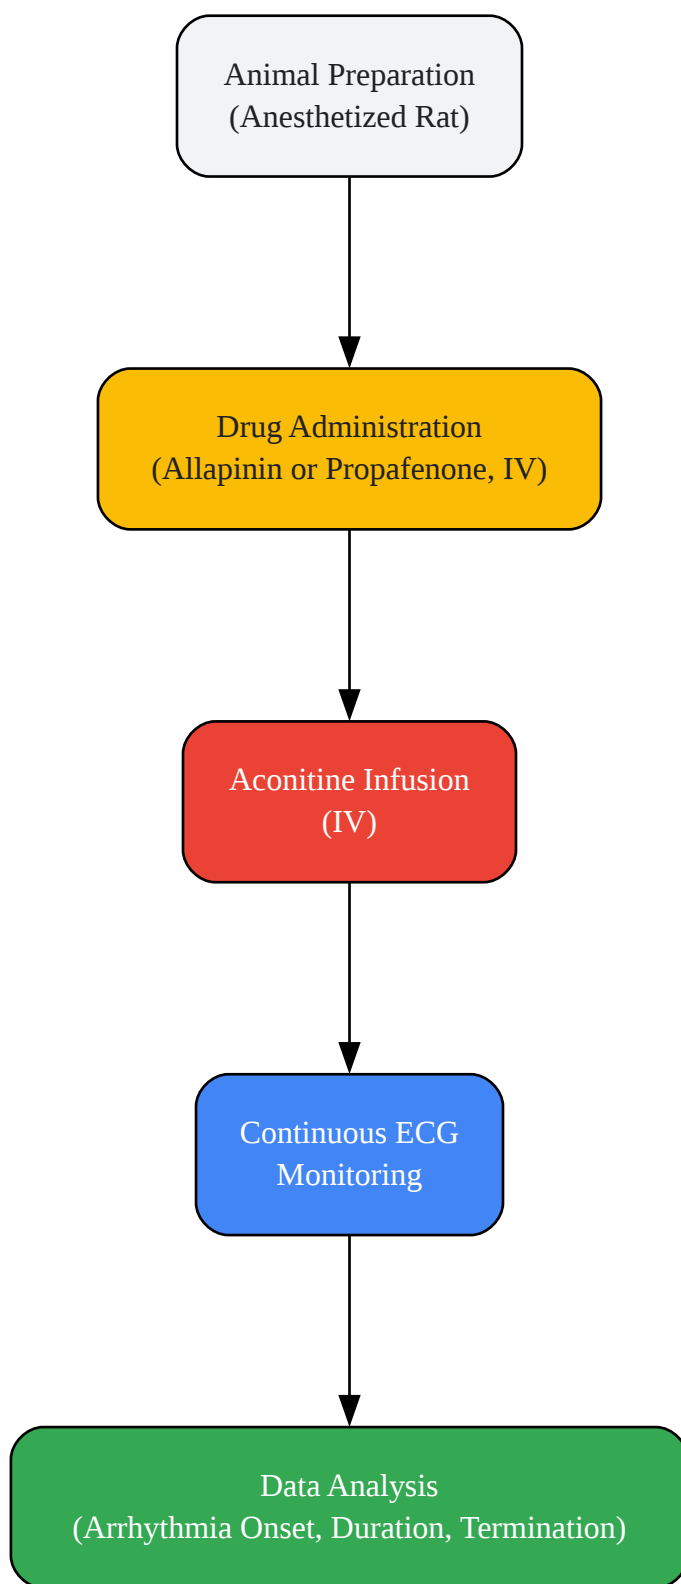 Animal Preparation
(Anesthetized Rat)
Drug Administration
(Allapinin or Propafenone, IV)
Aconitine Infusion
(IV)
Continuous ECG
Monitoring
Data Analysis
(Arrhythmia Onset, Duration, Termination)